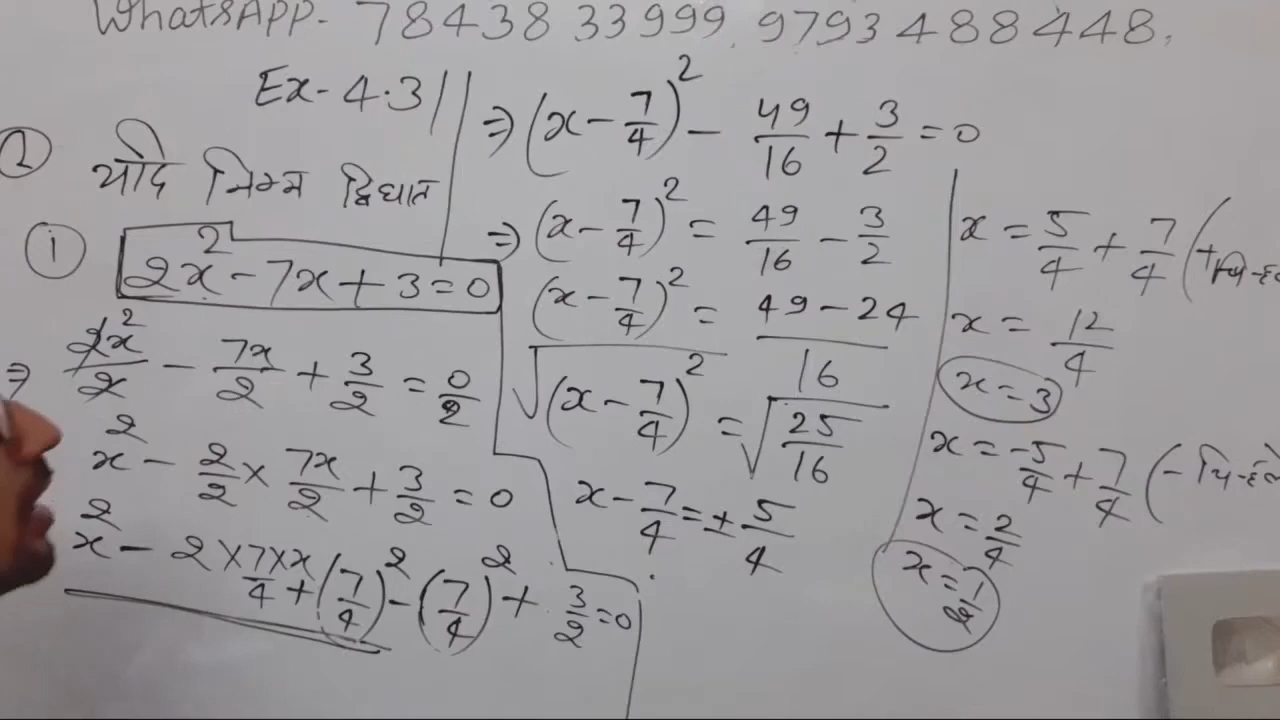 WhatsAPP- 7843833999, 9793488448,
Ex- 4.3
② यदि निम्न द्विघात
① 2x² - 7x + 3 = 0
⇒ 2x²/2 - 7x/2 + 3/2 = 0/2
x² - 2/2 × 7x/2 + 3/2 = 0
x² - 2 × 7/4 × x + (7/4)² - (7/4)² + 3/2 = 0
⇒ (x - 7/4)² - 49/16 + 3/2 = 0
⇒ (x - 7/4)² = 49/16 - 3/2
(x - 7/4)² = (49 - 24)/16
√(x - 7/4)² = √25/16
x - 7/4 = ± 5/4
x = 5/4 + 7/4 (+
x = 12/4
x = 3
x = -5/4 + 7/4 (-
x = 2/4
x = 1/2